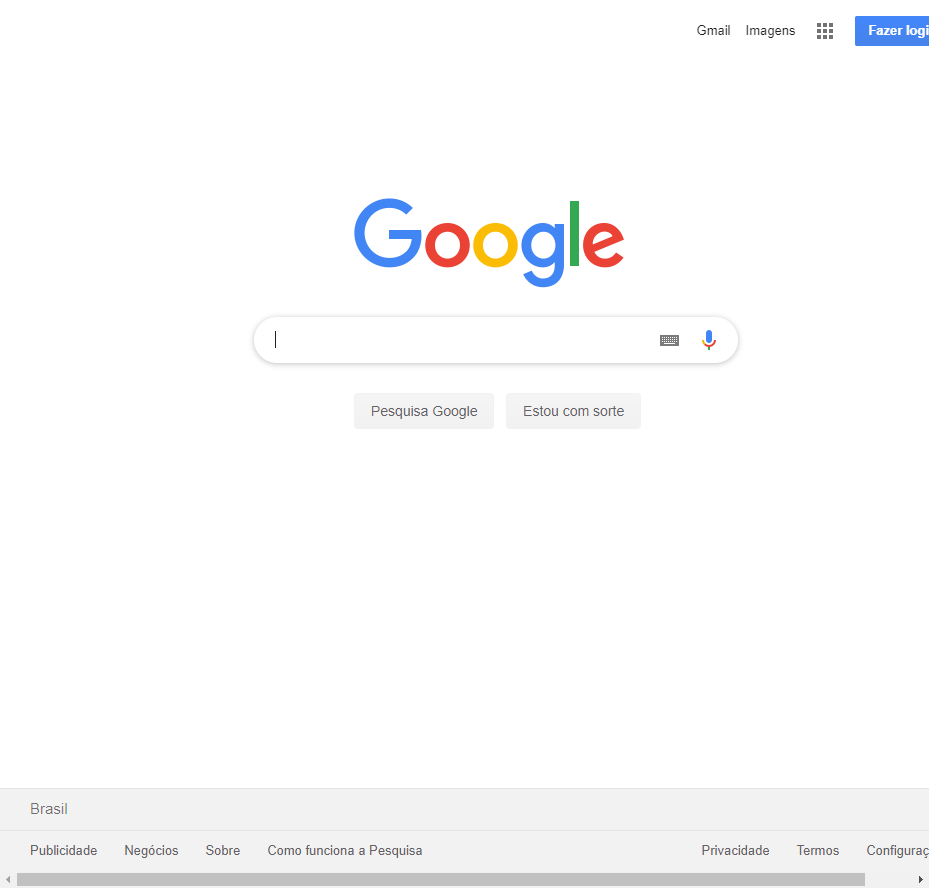 Gmail Imagens Fazer logi
Google
Pesquisa Google Estou com sorte
Brasil
Publicidade Negócios Sobre Como funciona a Pesquisa Privacidade Termos Configuraç